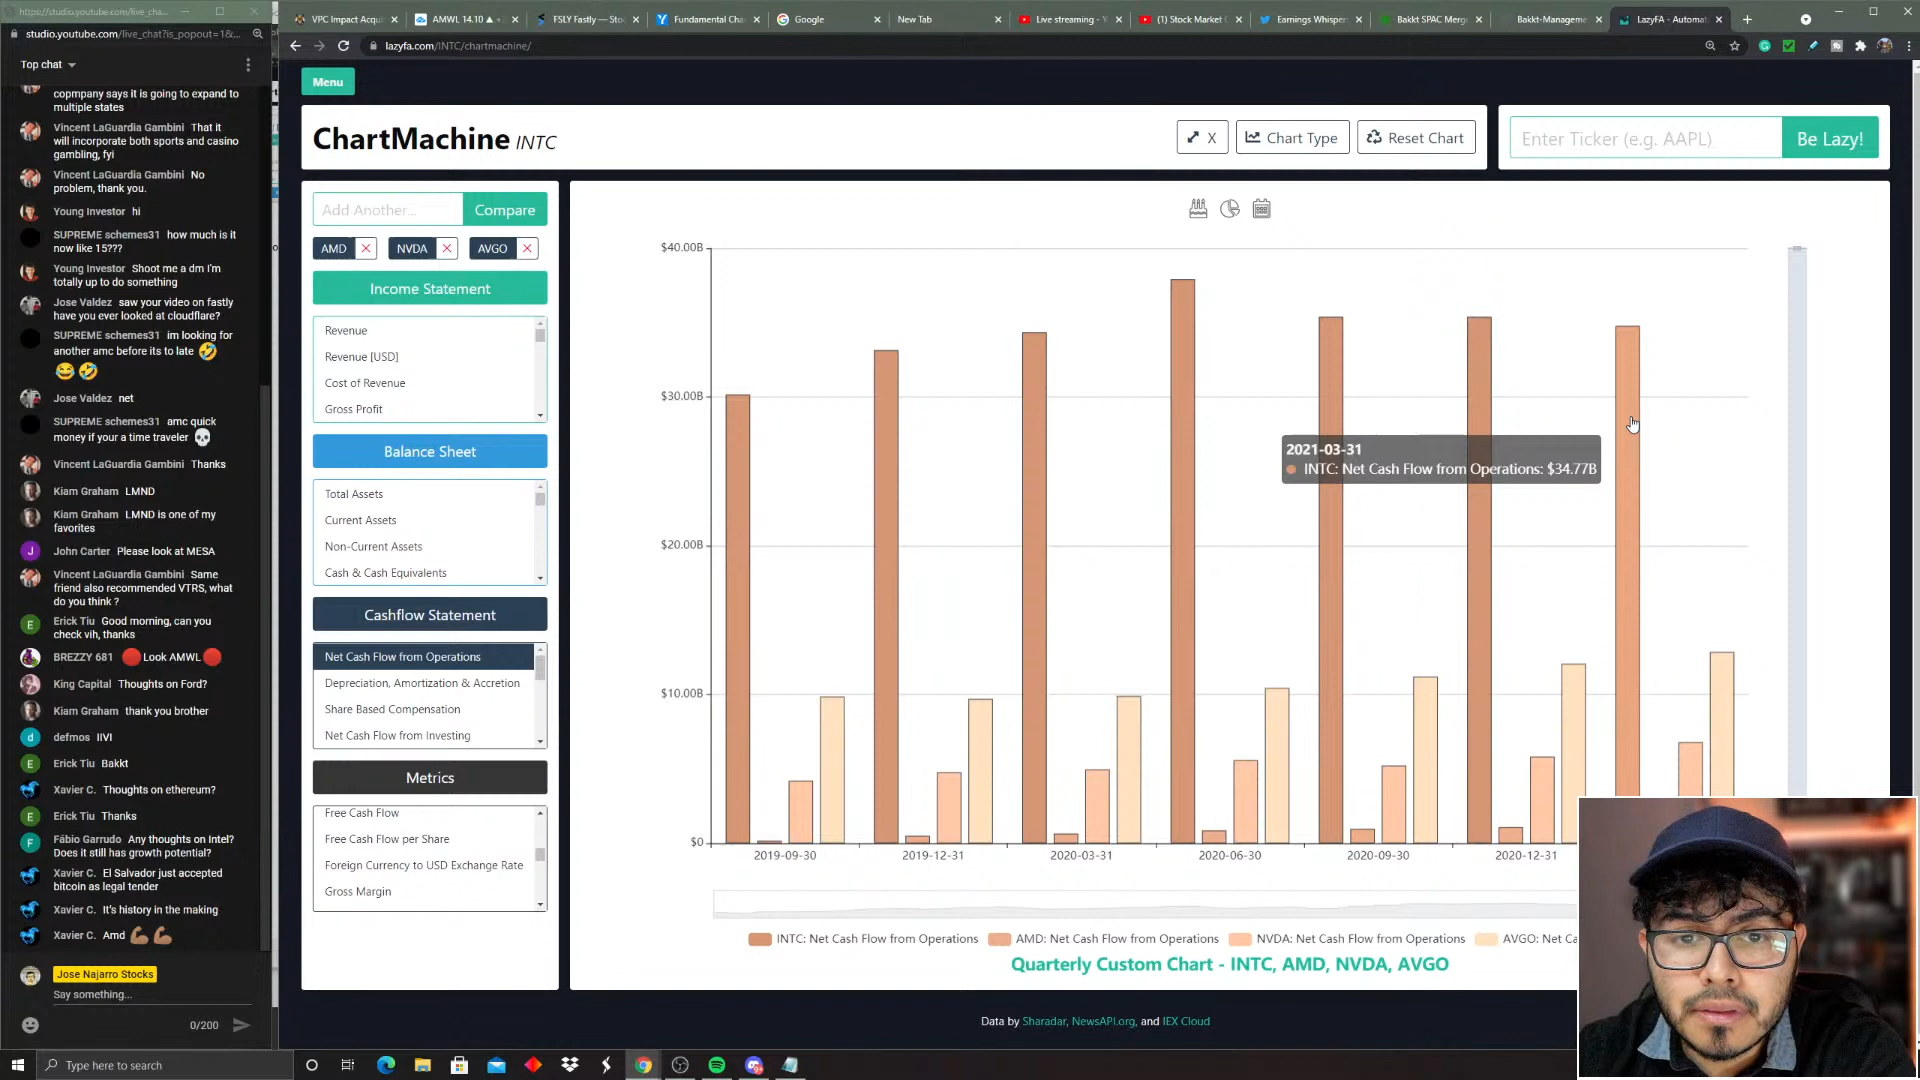 https://studio.youtube.com/live_cha...
studio.youtube.com/live_chat?is_popout=1&...
Top chat
copmpany says it is going to expand to
multiple states
Vincent LaGuardia Gambini That it
will incorporate both sports and casino
gambling, fyi
Vincent LaGuardia Gambini No
problem, thank you.
Young Investor hi
SUPREME schemes31 how much is it
now like 15???
Young Investor Shoot me a dm I'm
totally up to do something
Jose Valdez saw your video on fastly
have you ever looked at cloudflare?
SUPREME schemes31 im looking for
another amc before its to late 🤣
😂 🤣
Jose Valdez net
SUPREME schemes31 amc quick
money if your a time traveler 💀
Vincent LaGuardia Gambini Thanks
Kiam Graham LMND
Kiam Graham LMND is one of my
favorites
J John Carter Please look at MESA
Vincent LaGuardia Gambini Same
friend also recommended VTRS, what
do you think ?
E Erick Tiu Good morning, can you
check vih, thanks
BREZZY 681 🔴Look AMWL🔴
King Capital Thoughts on Ford?
Kiam Graham thank you brother
d defmos IIVI
E Erick Tiu Bakkt
Xavier C. Thoughts on ethereum?
E Erick Tiu Thanks
F Fábio Garrudo Any thoughts on Intel?
Does it still has growth potential?
Xavier C. El Salvador just accepted
bitcoin as legal tender
Xavier C. It's history in the making
Xavier C. Amd 💪🏽 💪🏽
Jose Najarro Stocks
Say something...
0/200
VPC Impact Acqui
AMWL 14.10 ▲ +
FSLY Fastly — Sto
Fundamental Cha
Google
New Tab
Live streaming - Y
(1) Stock Market
Earnings Whisper
Bakkt SPAC Merg
Bakkt-Manageme
LazyFA - Automat
lazyfa.com/INTC/chartmachine/
Menu
ChartMachine INTC
X
Chart Type
Reset Chart
Enter Ticker (e.g. AAPL)
Be Lazy!
Add Another...
Compare
AMD X
NVDA X
AVGO X
Income Statement
Revenue
Revenue [USD]
Cost of Revenue
Gross Profit
Balance Sheet
Total Assets
Current Assets
Non-Current Assets
Cash & Cash Equivalents
Cashflow Statement
Net Cash Flow from Operations
Depreciation, Amortization & Accretion
Share Based Compensation
Net Cash Flow from Investing
Metrics
Free Cash Flow
Free Cash Flow per Share
Foreign Currency to USD Exchange Rate
Gross Margin
$40.00B
$30.00B
$20.00B
$10.00B
$0
2021-03-31
INTC: Net Cash Flow from Operations: $34.77B
2019-09-30
2019-12-31
2020-03-31
2020-06-30
2020-09-30
2020-12-31
INTC: Net Cash Flow from Operations
AMD: Net Cash Flow from Operations
NVDA: Net Cash Flow from Operations
AVGO: Net Ca
Quarterly Custom Chart - INTC, AMD, NVDA, AVGO
Data by Sharadar, NewsAPI.org, and IEX Cloud
Type here to search